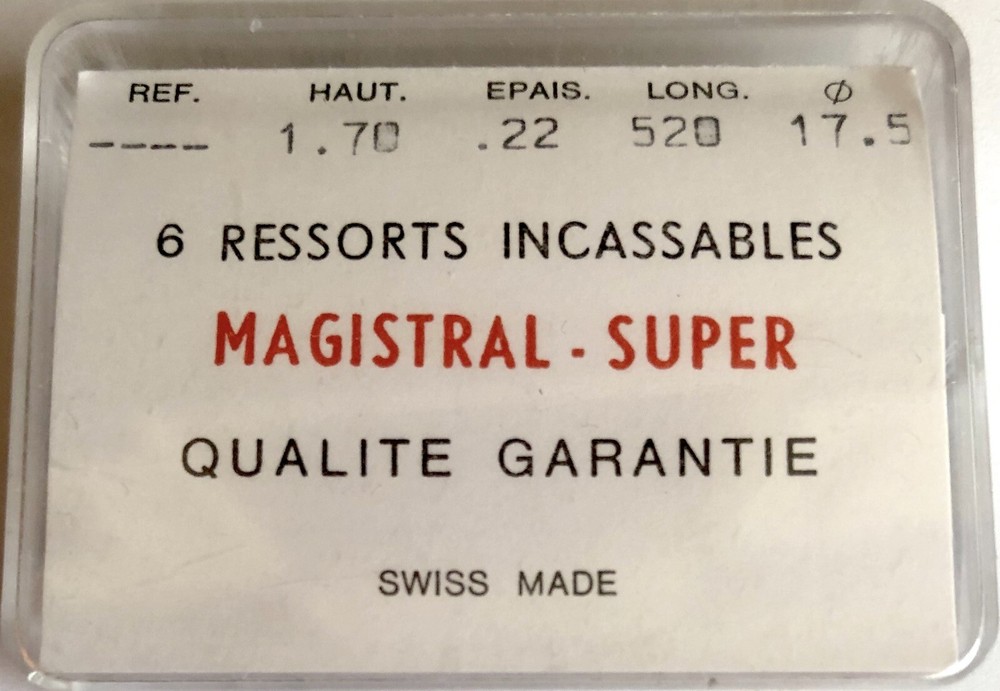 REF. HAUT. EPAIS. LONG. Ø
---- 1.70 .22 520 17.5
6 RESSORTS INCASSABLES
MAGISTRAL - SUPER
QUALITE GARANTIE
SWISS MADE